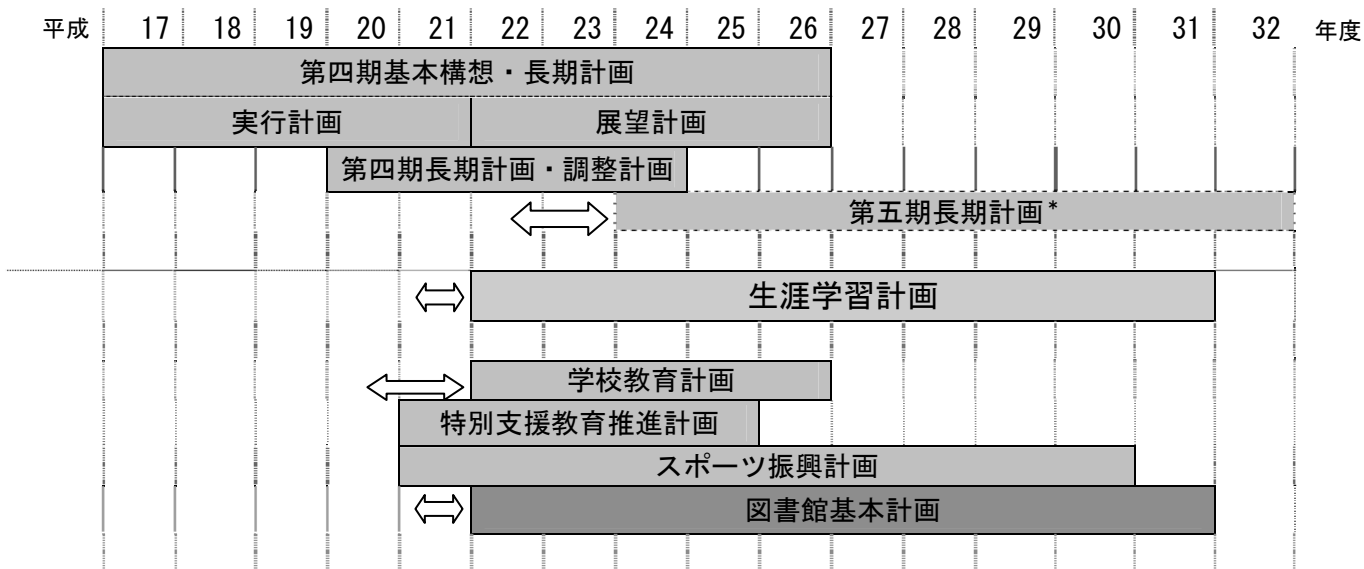 平成 17 18 19 20 21 22 23 24 25 26 27 28 29 30 31 32 年度
第四期基本構想・長期計画
実行計画 展望計画
第四期長期計画・調整計画
第五期長期計画*
生涯学習計画
学校教育計画
特別支援教育推進計画
スポーツ振興計画
図書館基本計画